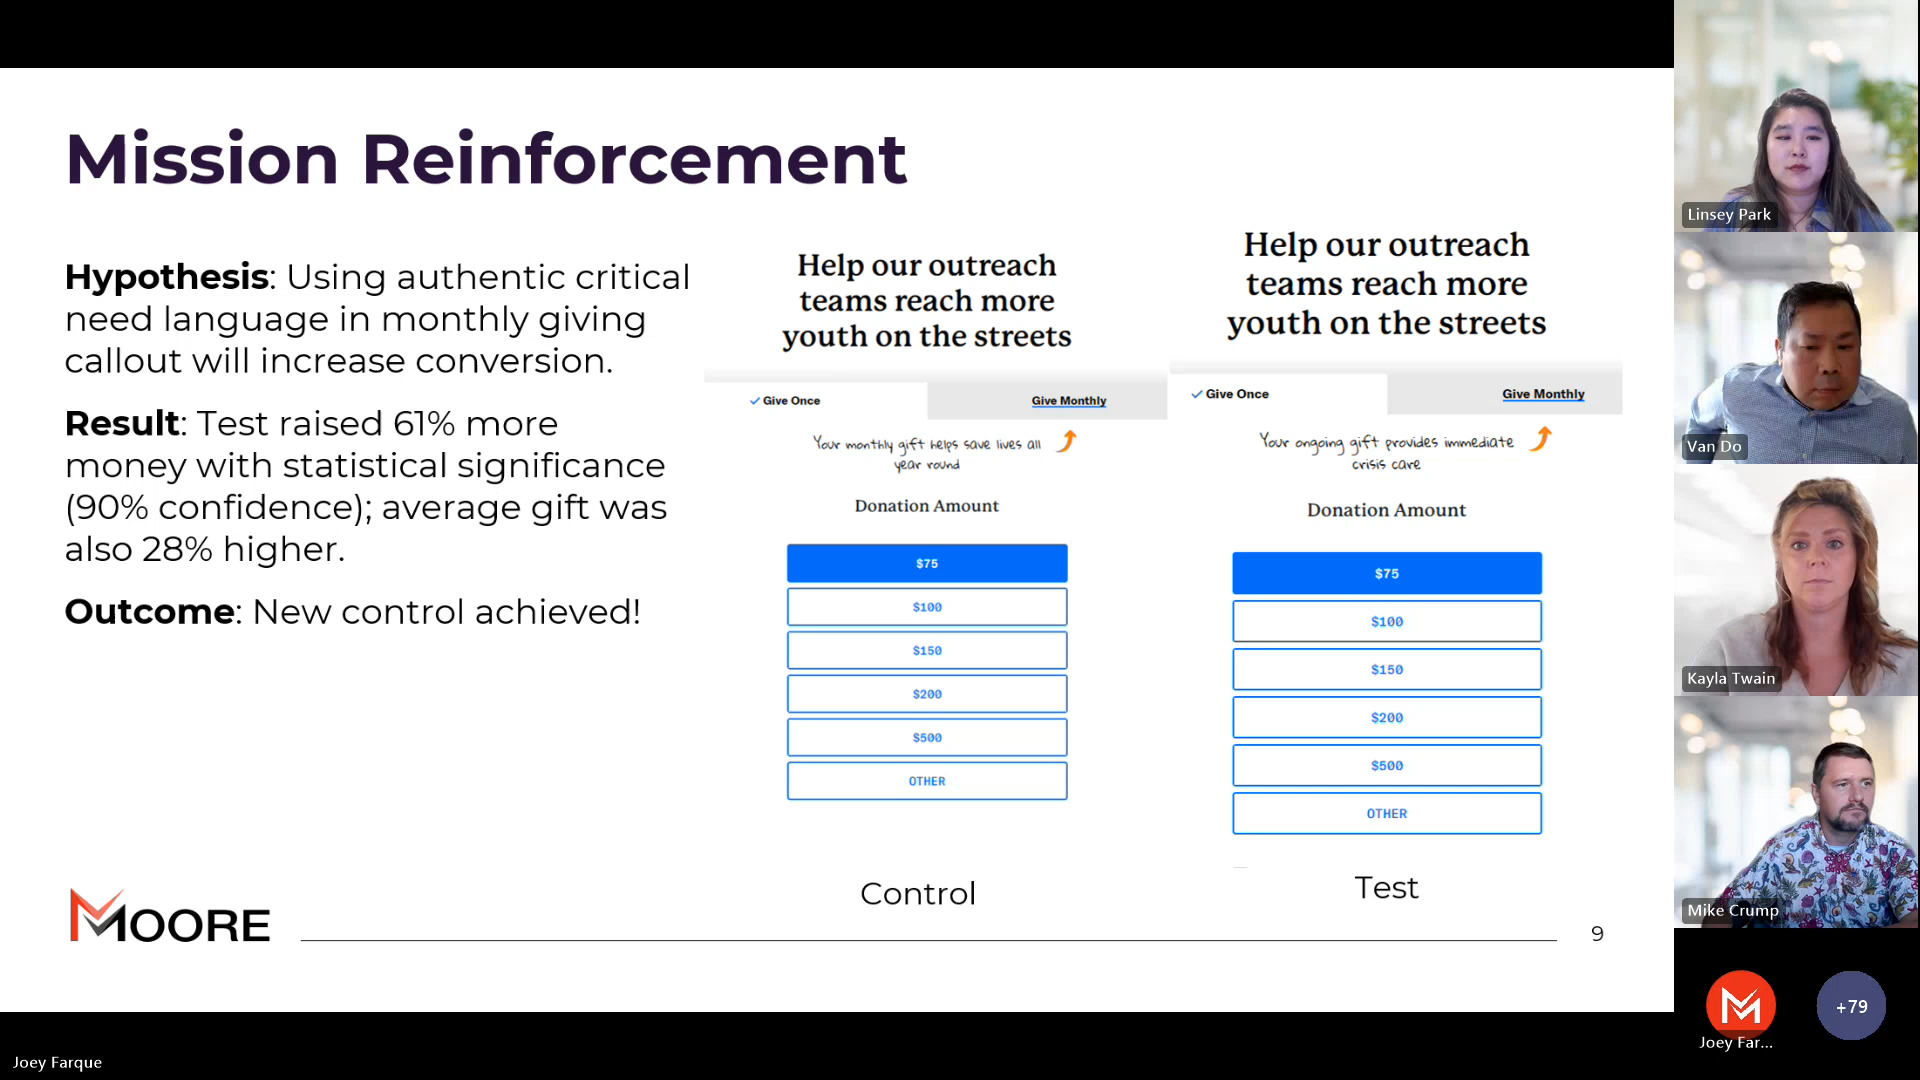 Mission Reinforcement
Hypothesis: Using authentic critical
need language in monthly giving
callout will increase conversion.
Result: Test raised 61% more
money with statistical significance
(90% confidence); average gift was
also 28% higher.
Outcome: New control achieved!
Help our outreach
teams reach more
youth on the streets
Give Once
Give Monthly
Your monthly gift helps save lives all
year round
Donation Amount
$75
$100
$150
$200
$500
OTHER
Control
Help our outreach
teams reach more
youth on the streets
Give Once
Give Monthly
Your ongoing gift provides immediate
crisis care
Donation Amount
$75
$100
$150
$200
$500
OTHER
Test
MOORE
9
Linsey Park
Van Do
Kayla Twain
Mike Crump
Joey Far...
+79
Joey Farque